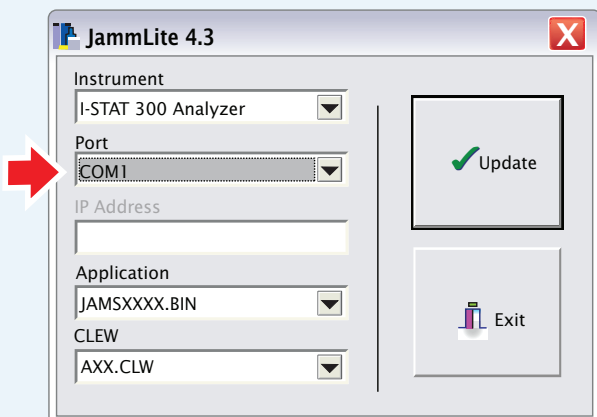 JammLite 4.3
Instrument
I-STAT 300 Analyzer
Port
COM1
IP Address
Application
JAMSXXXX.BIN
CLEW
AXX.CLW
Update
Exit